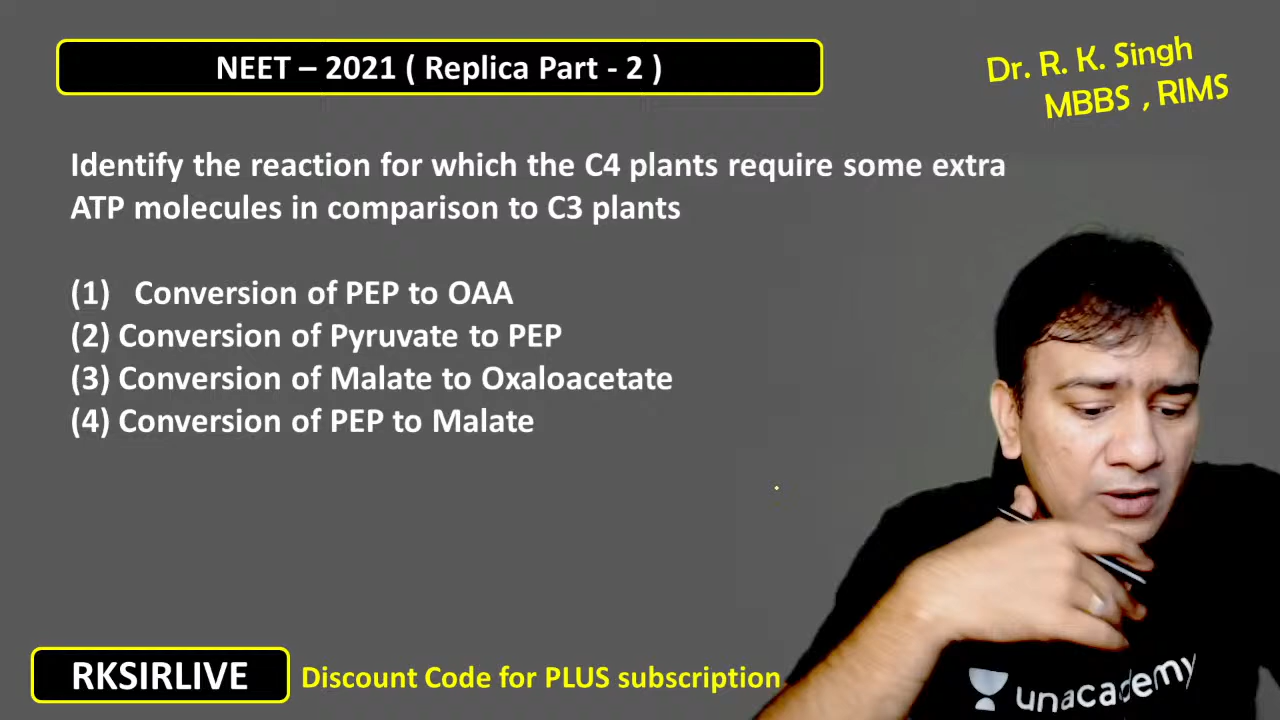 NEET – 2021 ( Replica Part - 2 )
Dr. R. K. Singh
MBBS , RIMS
Identify the reaction for which the C4 plants require some extra
ATP molecules in comparison to C3 plants
(1) Conversion of PEP to OAA
(2) Conversion of Pyruvate to PEP
(3) Conversion of Malate to Oxaloacetate
(4) Conversion of PEP to Malate
RKSIRLIVE
Discount Code for PLUS subscription
unacademy